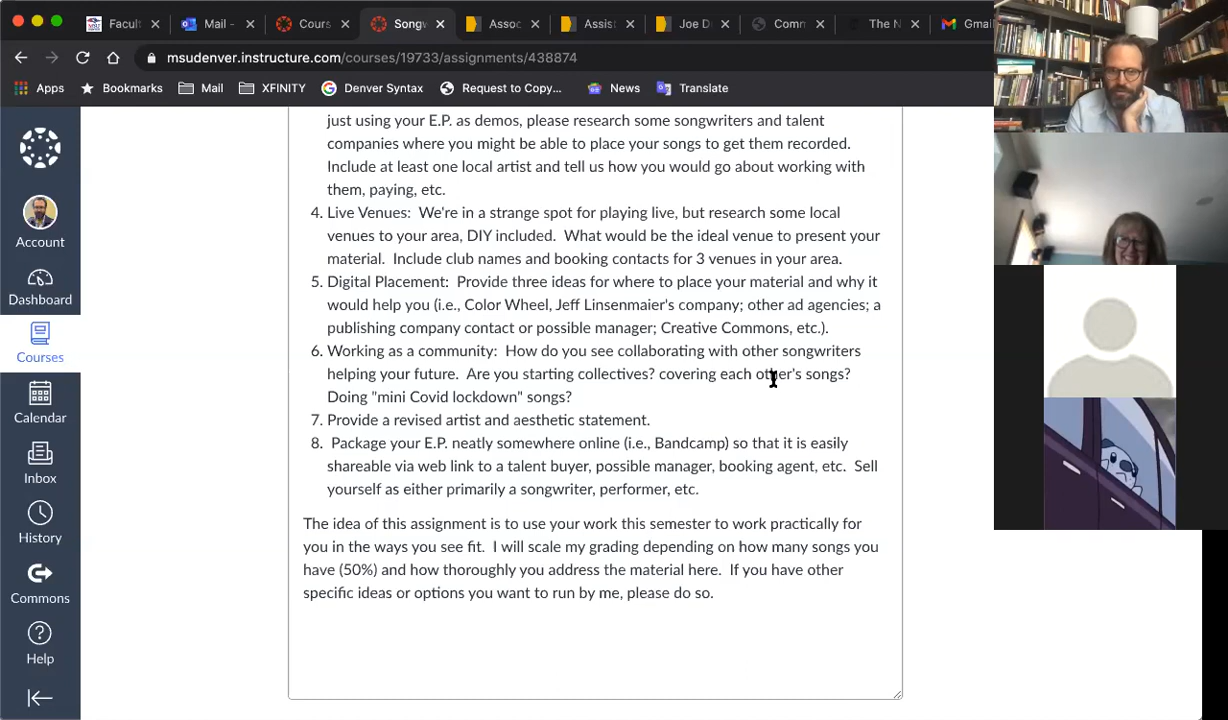 Facult
Mail -
Cours
Songw
Assoc
Assist
Joe D
Comm
The N
Gmai
msudenver.instructure.com/courses/19733/assignments/438874
Apps
Bookmarks
Mail
XFINITY
Denver Syntax
Request to Copy...
News
Translate
Account
Dashboard
Courses
Calendar
Inbox
History
Commons
Help
just using your E.P. as demos, please research some songwriters and talent
companies where you might be able to place your songs to get them recorded.
Include at least one local artist and tell us how you would go about working with
them, paying, etc.
4. Live Venues:  We're in a strange spot for playing live, but research some local
venues to your area, DIY included.  What would be the ideal venue to present your
material.  Include club names and booking contacts for 3 venues in your area.
5. Digital Placement:  Provide three ideas for where to place your material and why it
would help you (i.e., Color Wheel, Jeff Linsenmaier's company; other ad agencies; a
publishing company contact or possible manager; Creative Commons, etc.).
6. Working as a community:  How do you see collaborating with other songwriters
helping your future.  Are you starting collectives? covering each other's songs?
Doing "mini Covid lockdown" songs?
7. Provide a revised artist and aesthetic statement.
8. Package your E.P. neatly somewhere online (i.e., Bandcamp) so that it is easily
shareable via web link to a talent buyer, possible manager, booking agent, etc.  Sell
yourself as either primarily a songwriter, performer, etc.
The idea of this assignment is to use your work this semester to work practically for
you in the ways you see fit.  I will scale my grading depending on how many songs you
have (50%) and how thoroughly you address the material here.  If you have other
specific ideas or options you want to run by me, please do so.